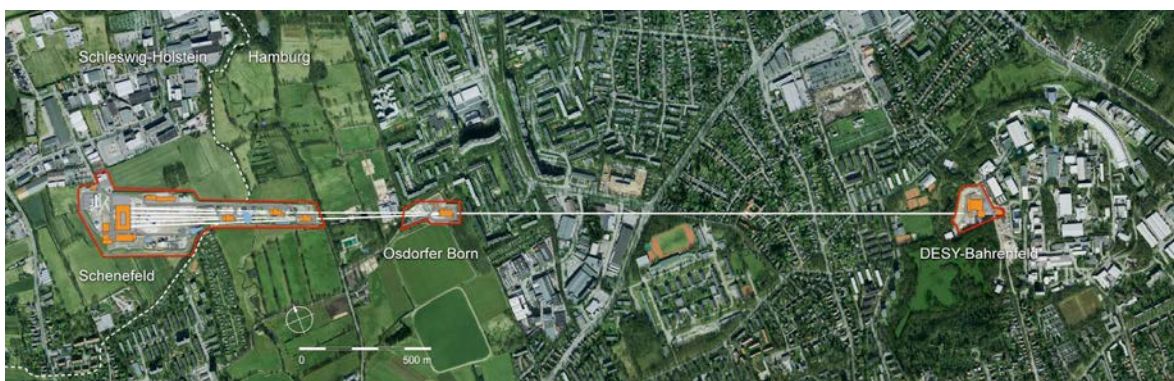 Schleswig-Holstein Hamburg
Osdorfer Born
DESY-Bahrenfeld
Schenefeld
0 500 m